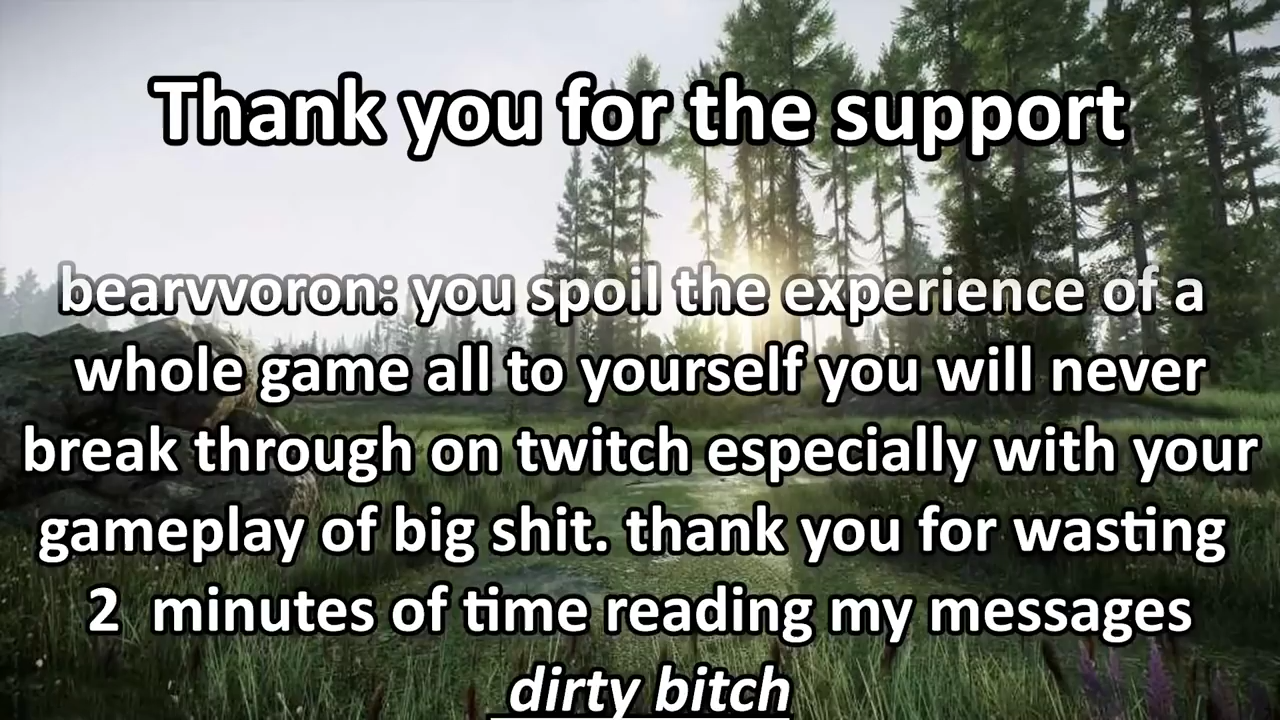 Thank you for the support
bearvvoron: you spoil the experience of a
whole game all to yourself you will never
break through on twitch especially with your
gameplay of big shit. thank you for wasting
2  minutes of time reading my messages
dirty bitch